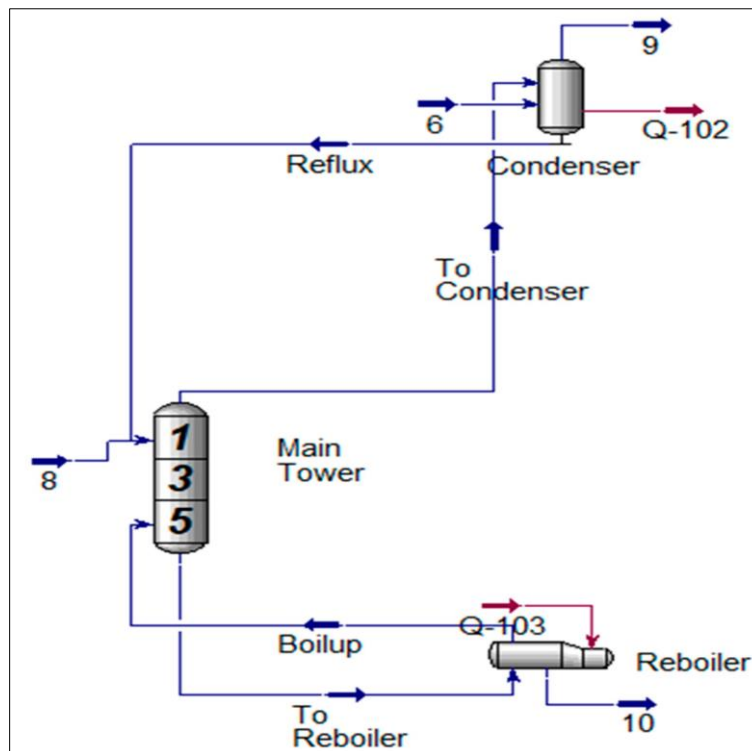 9
6
Q-102
Reflux
Condenser
To
Condenser
1
Main
Tower
3
8
5
Q-103
Boilup
Reboiler
To
Reboiler
10